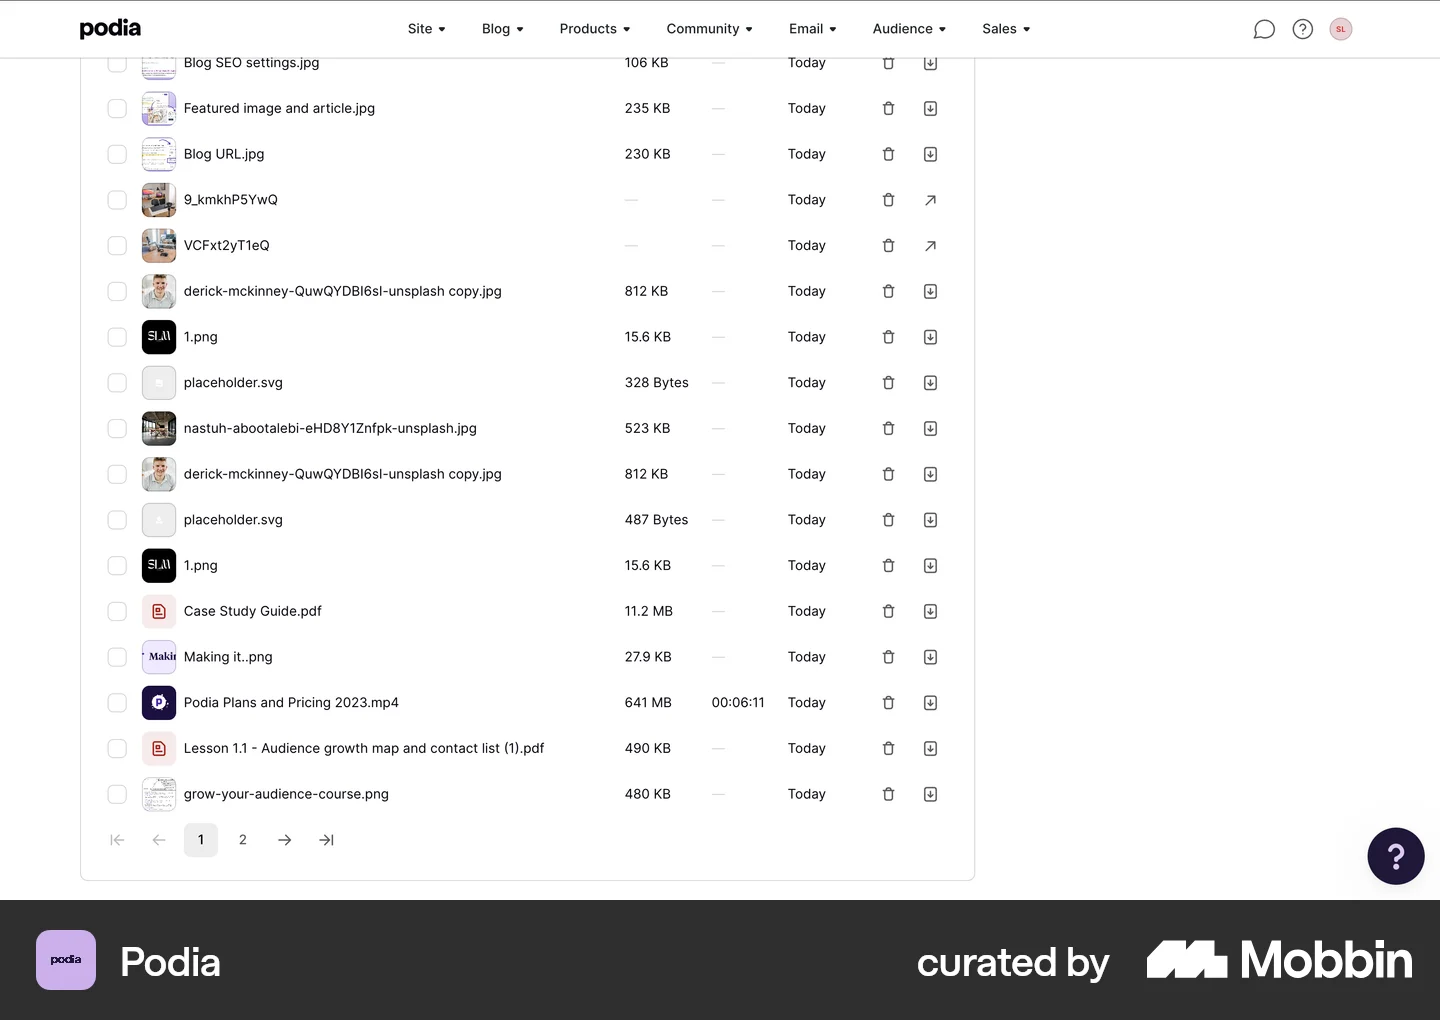 podia Site Blog Products Community Email Audience Sales SL
Blog SEO settings.jpg 106 KB — Today
Featured image and article.jpg 235 KB — Today
Blog URL.jpg 230 KB — Today
9_kmkhP5YwQ — — Today
VCFxt2yT1eQ — — Today
derick-mckinney-QuwQYDBI6sI-unsplash copy.jpg 812 KB — Today
SLM 1.png 15.6 KB — Today
placeholder.svg 328 Bytes — Today
nastuh-abootalebi-eHD8Y1Znfpk-unsplash.jpg 523 KB — Today
derick-mckinney-QuwQYDBI6sI-unsplash copy.jpg 812 KB — Today
placeholder.svg 487 Bytes — Today
SLM 1.png 15.6 KB — Today
Case Study Guide.pdf 11.2 MB — Today
Makin Making it..png 27.9 KB — Today
P Podia Plans and Pricing 2023.mp4 641 MB 00:06:11 Today
Lesson 1.1 - Audience growth map and contact list (1).pdf 490 KB — Today
grow-your-audience-course.png 480 KB — Today
1 2
?
podia Podia curated by Mobbin